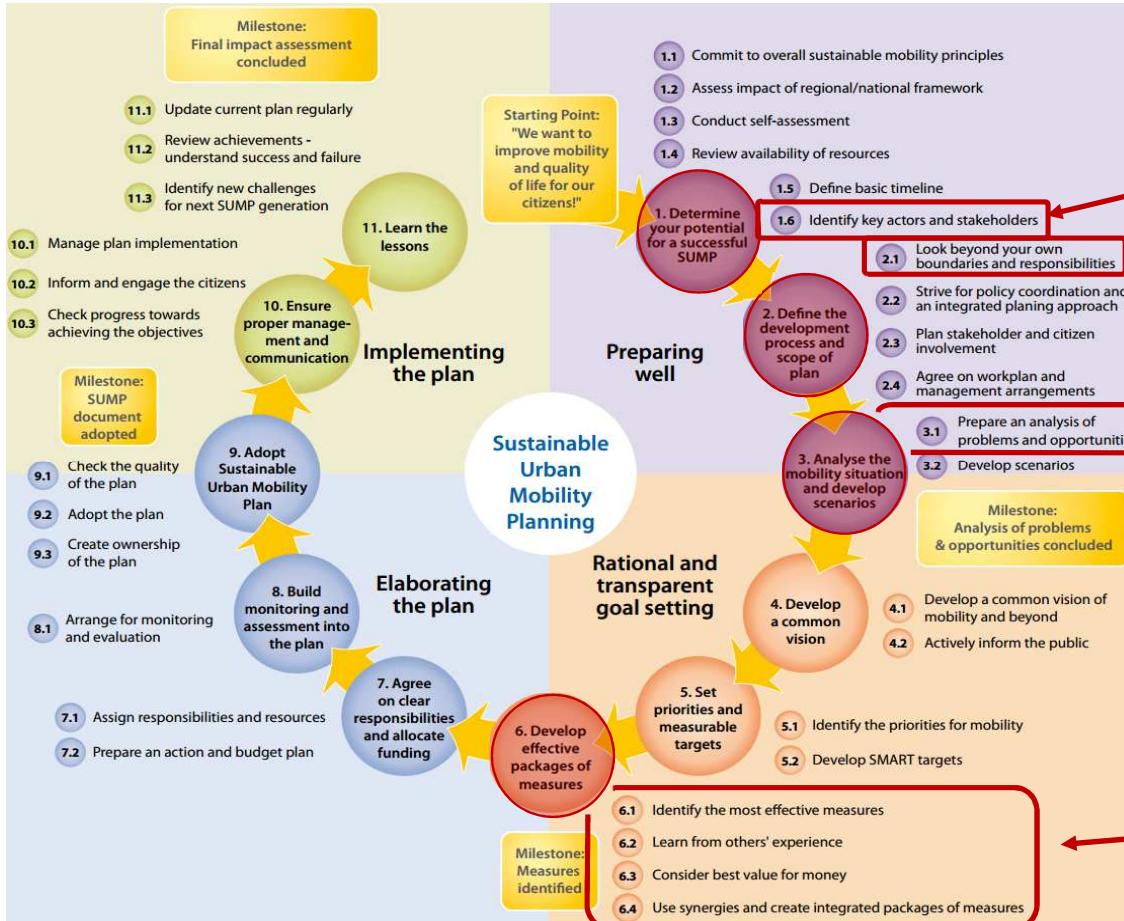 Milestone:
Final impact assessment
concluded
11.1 Update current plan regularly
11.2 Review achievements -
understand success and failure
11.3 Identify new challenges
for next SUMP generation
11. Learn the
lessons
10.1 Manage plan implementation
10.2 Inform and engage the citizens
10.3 Check progress towards
achieving the objectives
10. Ensure
proper manage-
ment and
communication
Implementing
the plan
Starting Point:
"We want to
improve mobility
and quality
of life for our
citizens!"
1.1 Commit to overall sustainable mobility principles
1.2 Assess impact of regional/national framework
1.3 Conduct self-assessment
1.4 Review availability of resources
1.5 Define basic timeline
1.6 Identify key actors and stakeholders
1. Determine
your potential
for a successful
SUMP
2.1 Look beyond your own
boundaries and responsibilities
2.2 Strive for policy coordination and
an integrated planing approach
2.3 Plan stakeholder and citizen
involvement
2.4 Agree on workplan and
management arrangements
2. Define the
development
process and
scope of
plan
Preparing
well
3.1 Prepare an analysis of
problems and opportuniti
3.2 Develop scenarios
3. Analyse the
mobility situation
and develop
scenarios
Milestone:
Analysis of problems
& opportunities concluded
Sustainable
Urban
Mobility
Planning
Milestone:
SUMP
document
adopted
9. Adopt
Sustainable
Urban Mobility
Plan
9.1 Check the quality
of the plan
9.2 Adopt the plan
9.3 Create ownership
of the plan
Elaborating
the plan
8. Build
monitoring and
assessment into
the plan
8.1 Arrange for monitoring
and evaluation
7. Agree
on clear
responsibilities
and allocate
funding
7.1 Assign responsibilities and resources
7.2 Prepare an action and budget plan
Rational and
transparent
goal setting
4. Develop
a common
vision
4.1 Develop a common vision of
mobility and beyond
4.2 Actively inform the public
5. Set
priorities and
measurable
targets
5.1 Identify the priorities for mobility
5.2 Develop SMART targets
6. Develop
effective
packages of
measures
6.1 Identify the most effective measures
6.2 Learn from others' experience
6.3 Consider best value for money
6.4 Use synergies and create integrated packages of measures
Milestone:
Measures
identified